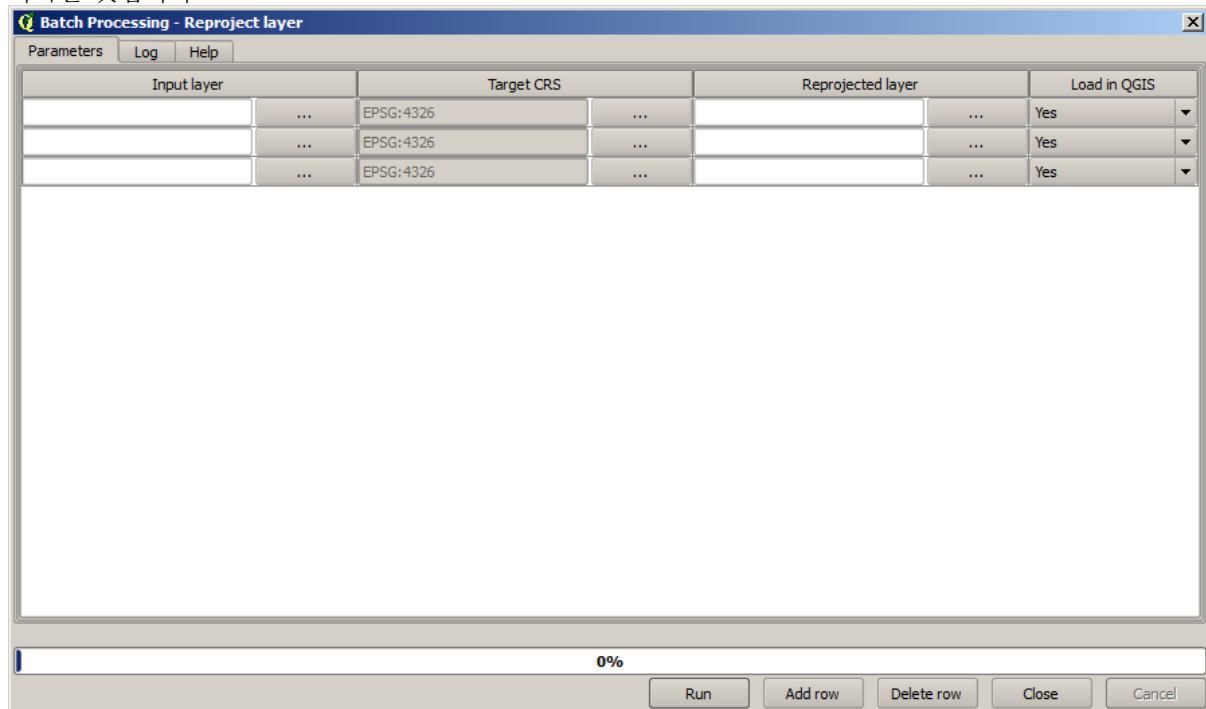 Batch Processing - Reproject layer
Parameters Log Help
Input layer Target CRS Reprojected layer Load in QGIS
... EPSG:4326 ... ... Yes
... EPSG:4326 ... ... Yes
... EPSG:4326 ... ... Yes
0%
Run Add row Delete row Close Cancel